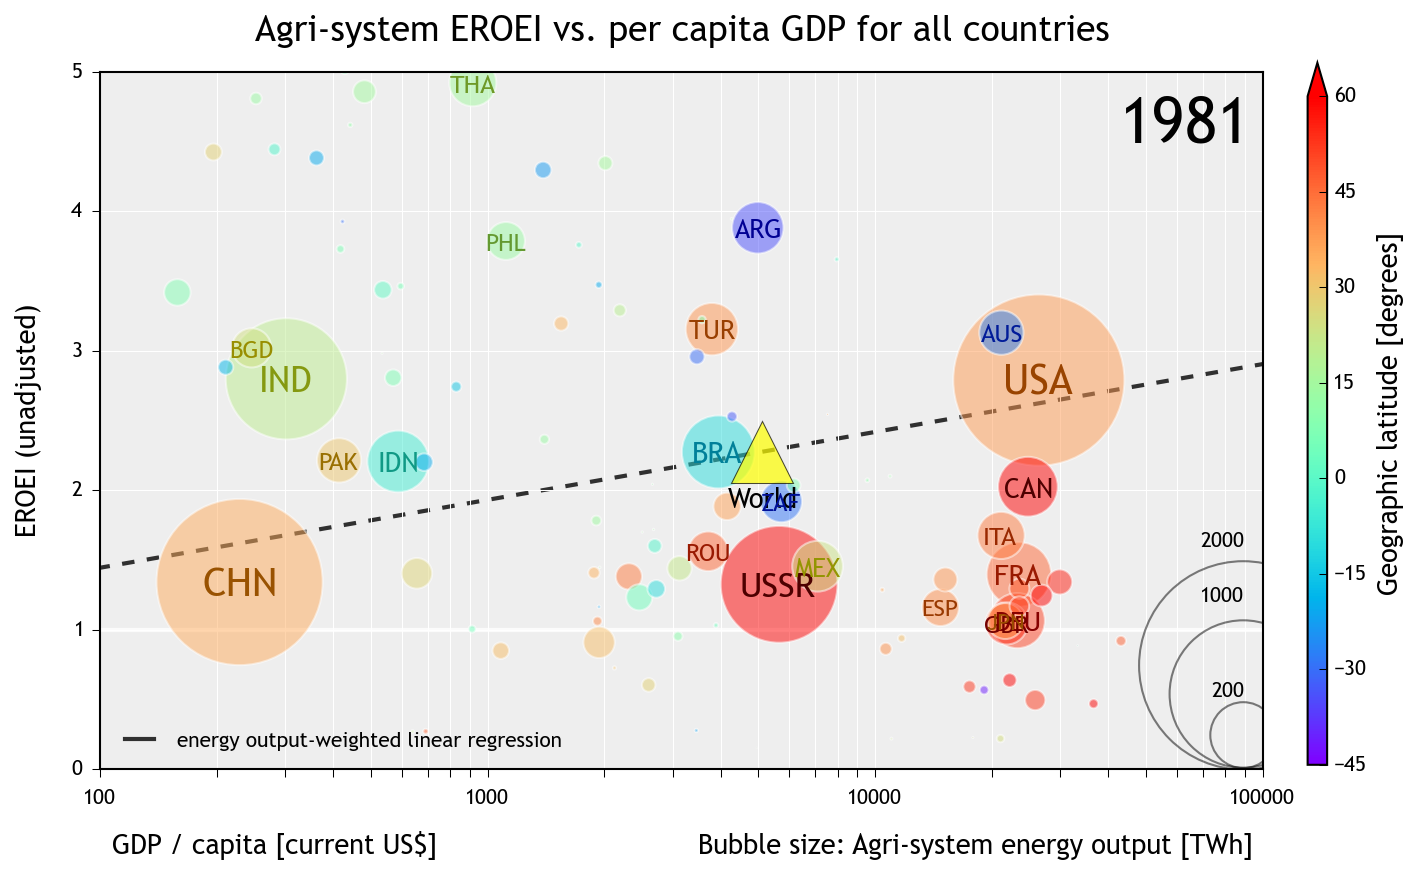 Agri-system EROEI vs. per capita GDP for all countries
1981
EROEI (unadjusted)
5
4
3
2
1
0
THA
PHL
ARG
TUR
AUS
BGD
IND
USA
PAK
IDN
BRA
World
ZAF
CAN
ITA
ROU
MEX
FRA
CHN
USSR
ESP
DEU
GBR
2000
1000
200
energy output-weighted linear regression
100
1000
10000
100000
GDP / capita [current US$]
Bubble size: Agri-system energy output [TWh]
60
45
30
15
0
−15
−30
−45
Geographic latitude [degrees]